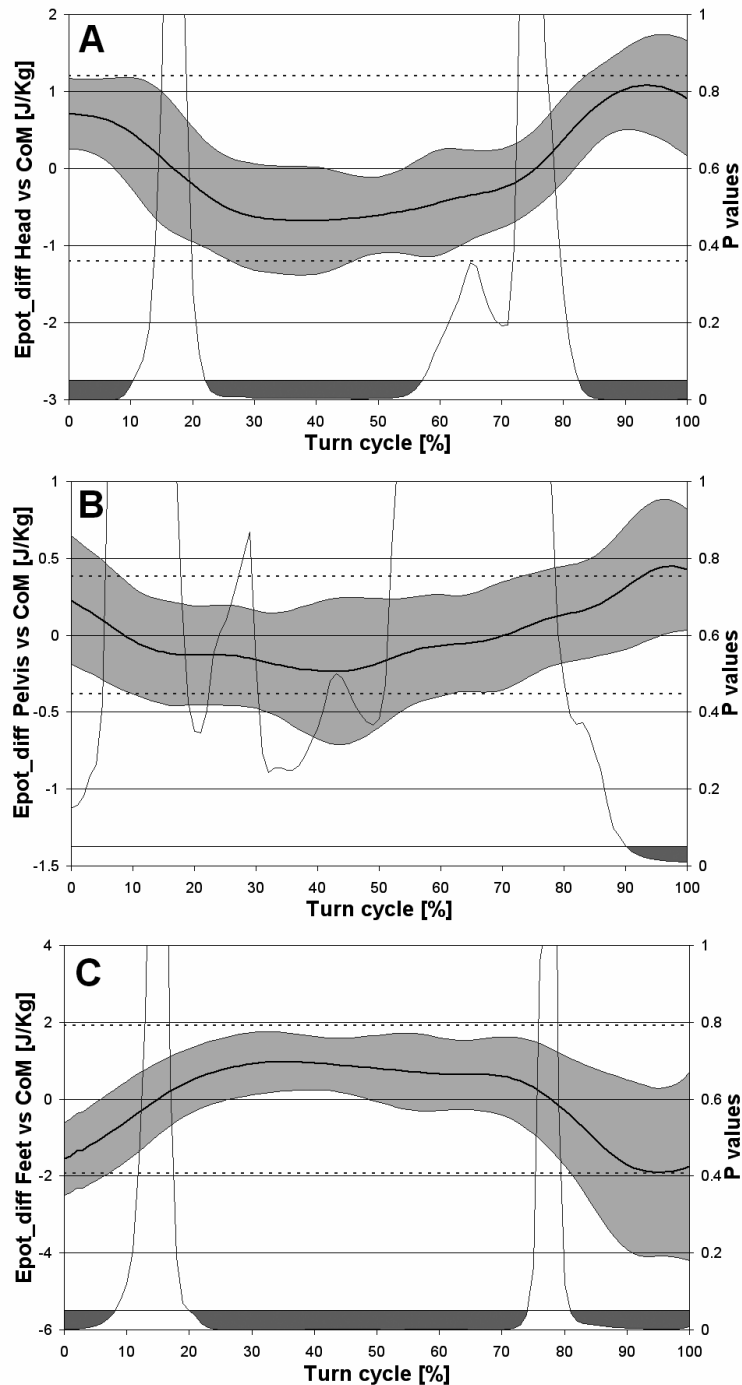 A
Epot_diff Head vs CoM [J/Kg]
2
1
0
-1
-2
-3
1
0.8
0.6
0.4
0.2
0
P values
0 10 20 30 40 50 60 70 80 90 100
Turn cycle [%]
B
Epot_diff Pelvis vs CoM [J/Kg]
1
0.5
0
-0.5
-1
-1.5
1
0.8
0.6
0.4
0.2
0
P values
0 10 20 30 40 50 60 70 80 90 100
Turn cycle [%]
C
Epot_diff Feet vs CoM [J/Kg]
4
2
0
-2
-4
-6
1
0.8
0.6
0.4
0.2
0
P values
0 10 20 30 40 50 60 70 80 90 100
Turn cycle [%]